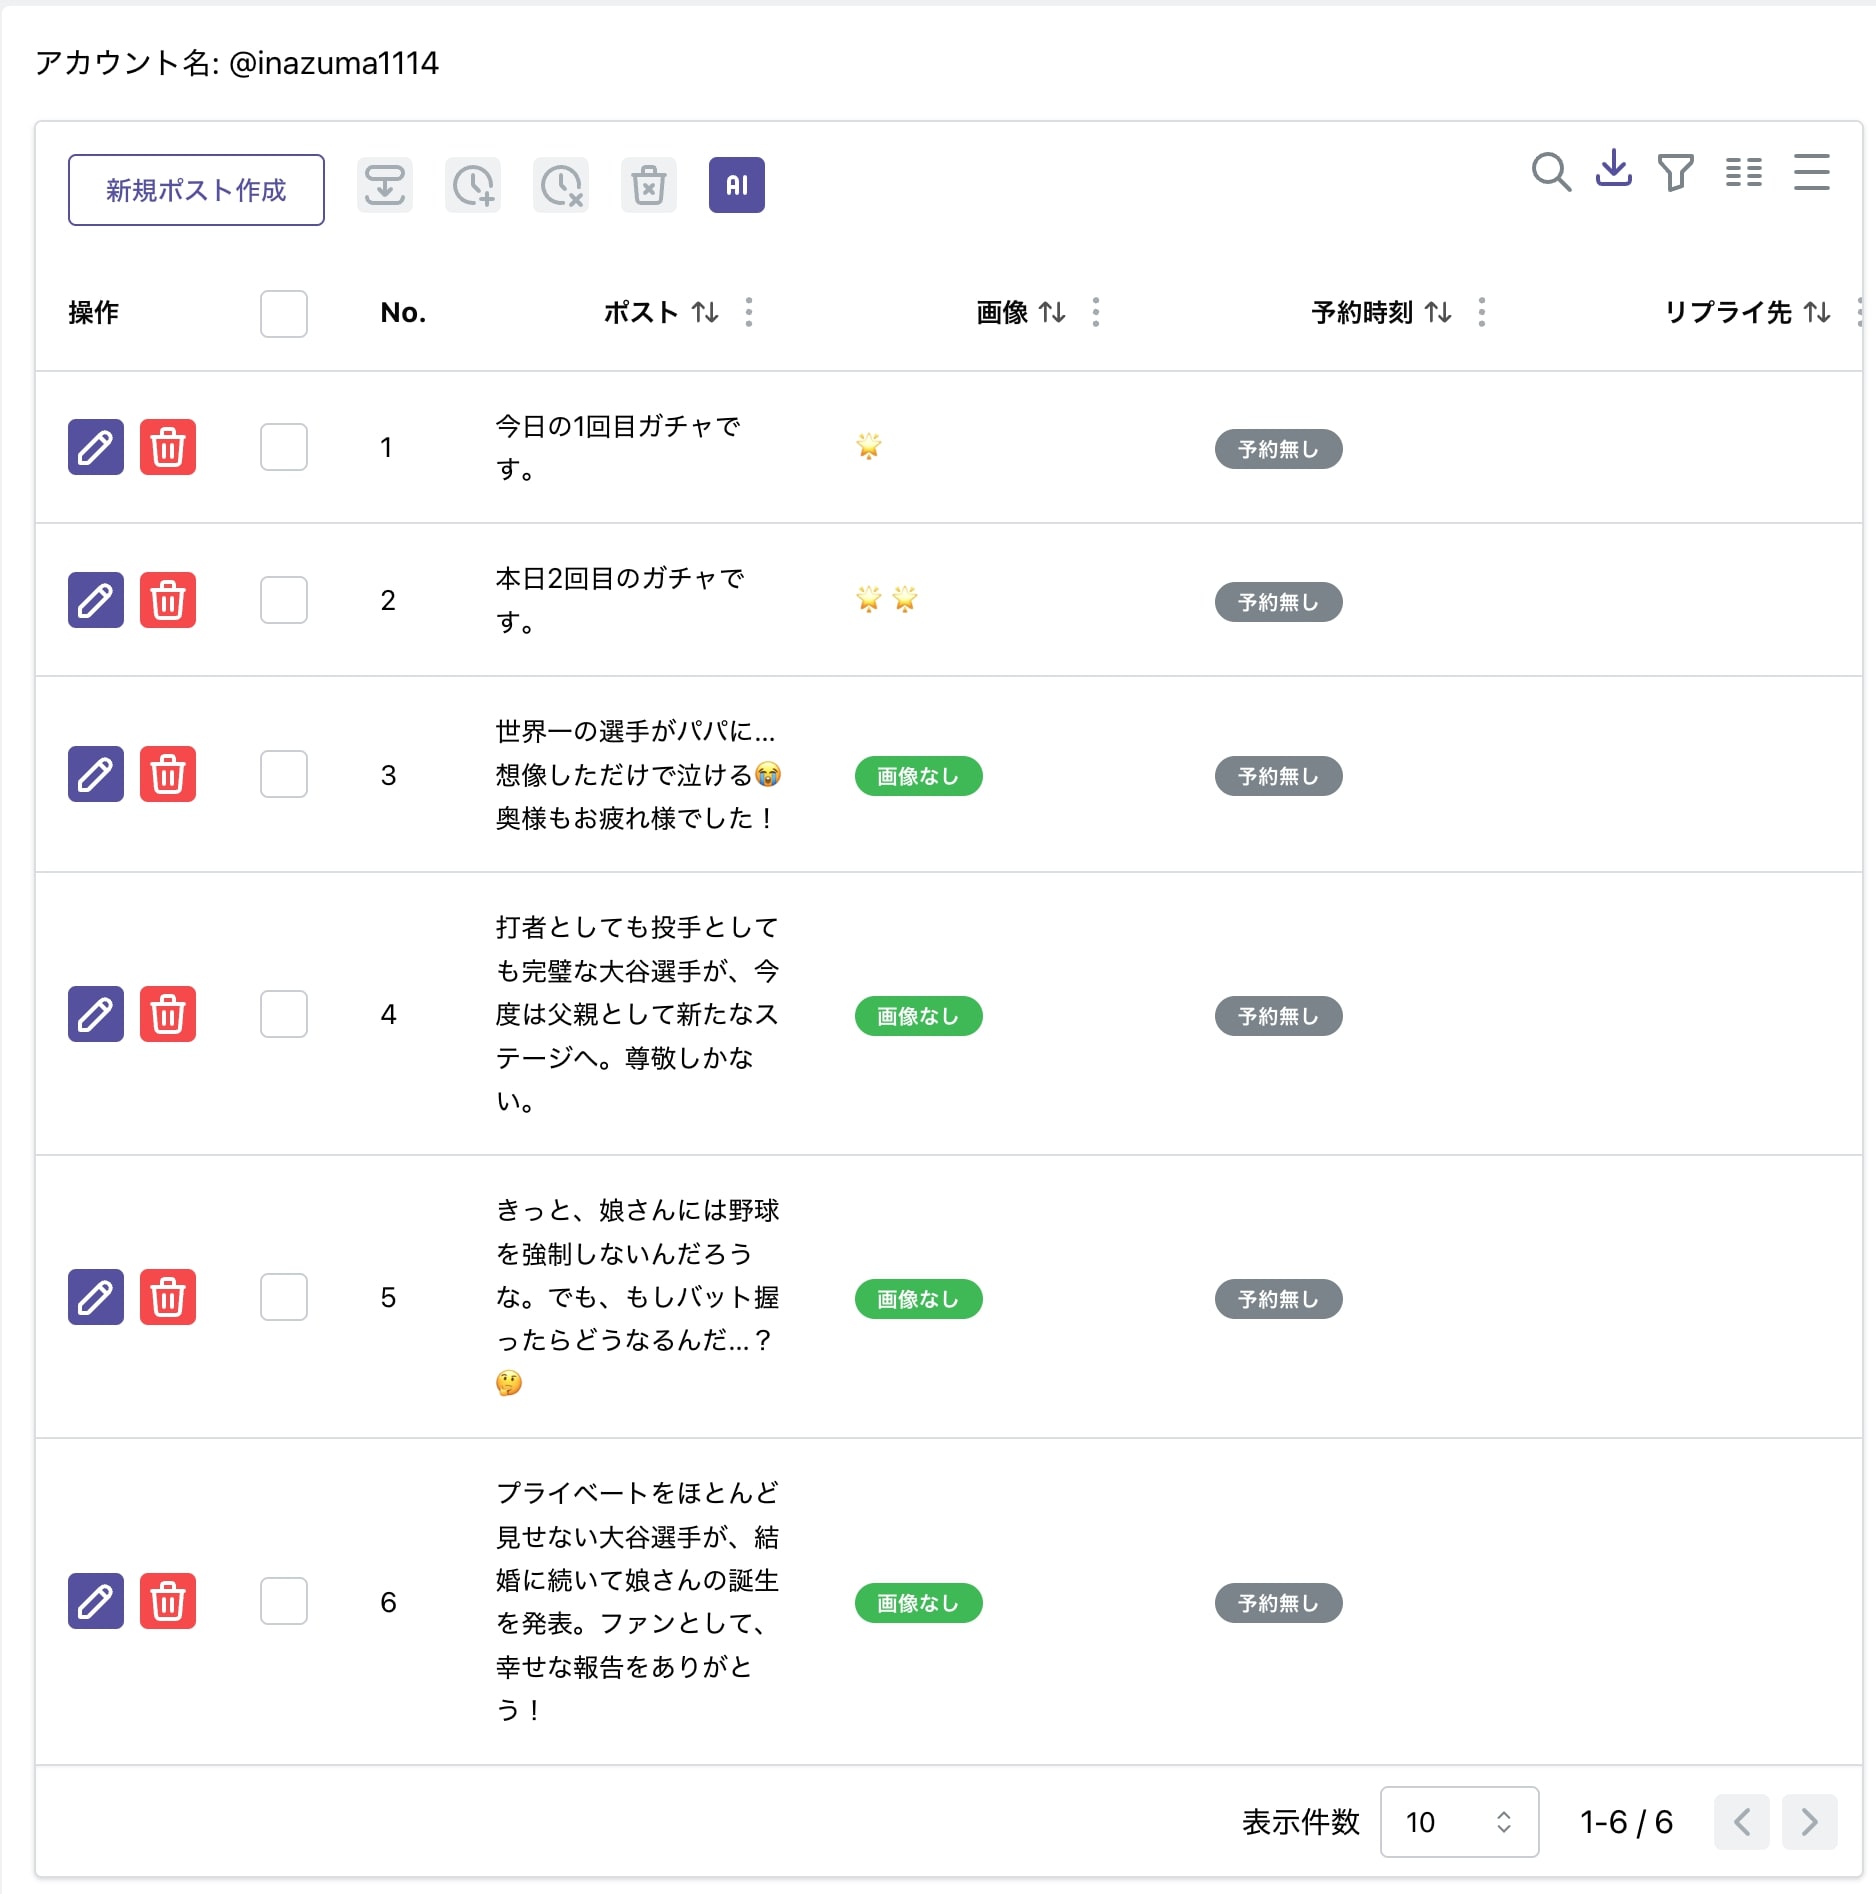 アカウント名: @inazuma1114
新規ポスト作成
AI
操作 No. ポスト 画像 予約時刻 リプライ先
1 今日の1回目ガチャで
す。
🌟 予約無し
2 本日2回目のガチャで
す。
🌟 🌟 予約無し
3 世界一の選手がパパに…
想像しただけで泣ける😭
奥様もお疲れ様でした！
画像なし 予約無し
4 打者としても投手として
も完璧な大谷選手が、今
度は父親として新たなス
テージへ。尊敬しかな
い。
画像なし 予約無し
5 きっと、娘さんには野球
を強制しないんだろう
な。でも、もしバット握
ったらどうなるんだ…？
🤔
画像なし 予約無し
6 プライベートをほとんど
見せない大谷選手が、結
婚に続いて娘さんの誕生
を発表。ファンとして、
幸せな報告をありがと
う！
画像なし 予約無し
表示件数 10 1-6 / 6